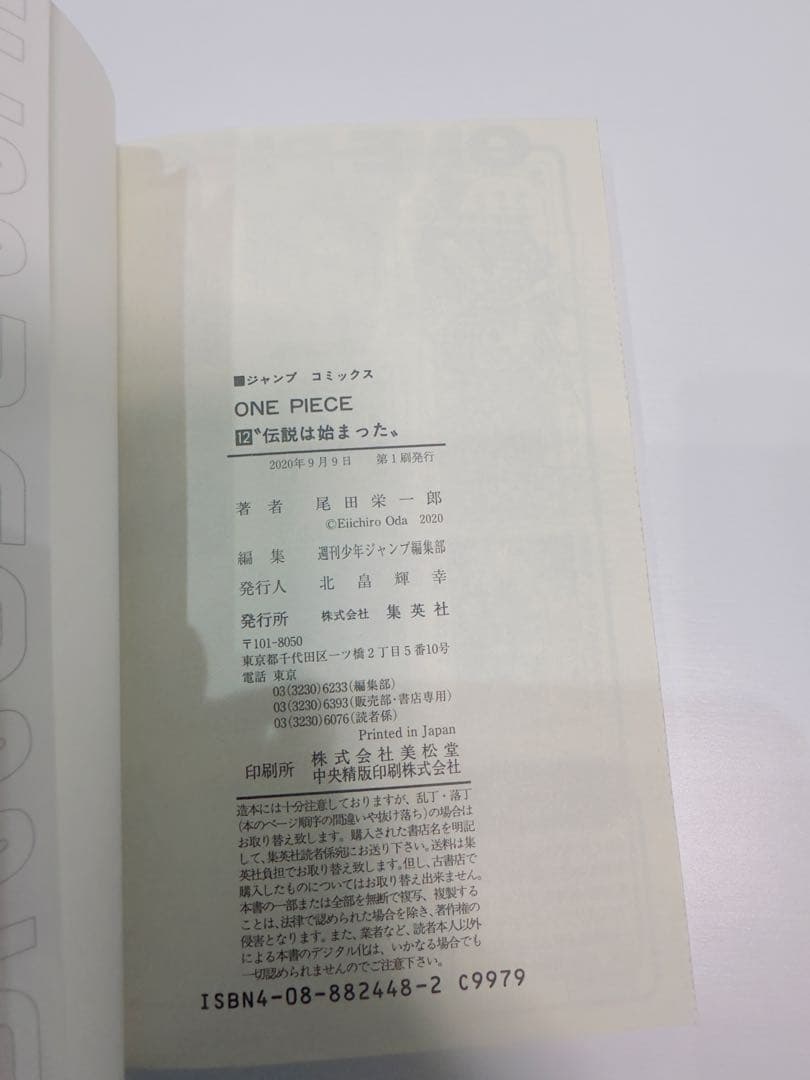 ■ジャンプ コミックス
ONE PIECE
12〝伝説は始まった〟
2020年9月9日 第1刷発行
著者 尾田栄一郎
©Eiichiro Oda 2020
編集 週刊少年ジャンプ編集部
発行人 北畠輝幸
発行所 株式会社 集英社
〒101-8050
東京都千代田区一ツ橋2丁目5番10号
電話 東京
03(3230)6233(編集部)
03(3230)6393(販売部・書店専用)
03(3230)6076(読者係)
Printed in Japan
印刷所 株式会社美松堂
中央精版印刷株式会社
造本には十分注意しておりますが、乱丁・落丁
(本のページ順序の間違いや抜け落ち)の場合は
お取り替え致します。購入された書店名を明記
して、集英社読者係宛にお送り下さい。送料は集
英社負担でお取り替え致します。但し、古書店で
購入したものについてはお取り替え出来ません。
本書の一部または全部を無断で複写、複製する
ことは、法律で認められた場合を除き、著作権の
侵害となります。また、業者など、読者本人以外
による本書のデジタル化は、いかなる場合でも
一切認められませんのでご注意下さい。
ISBN4-08-882448-2 C9979